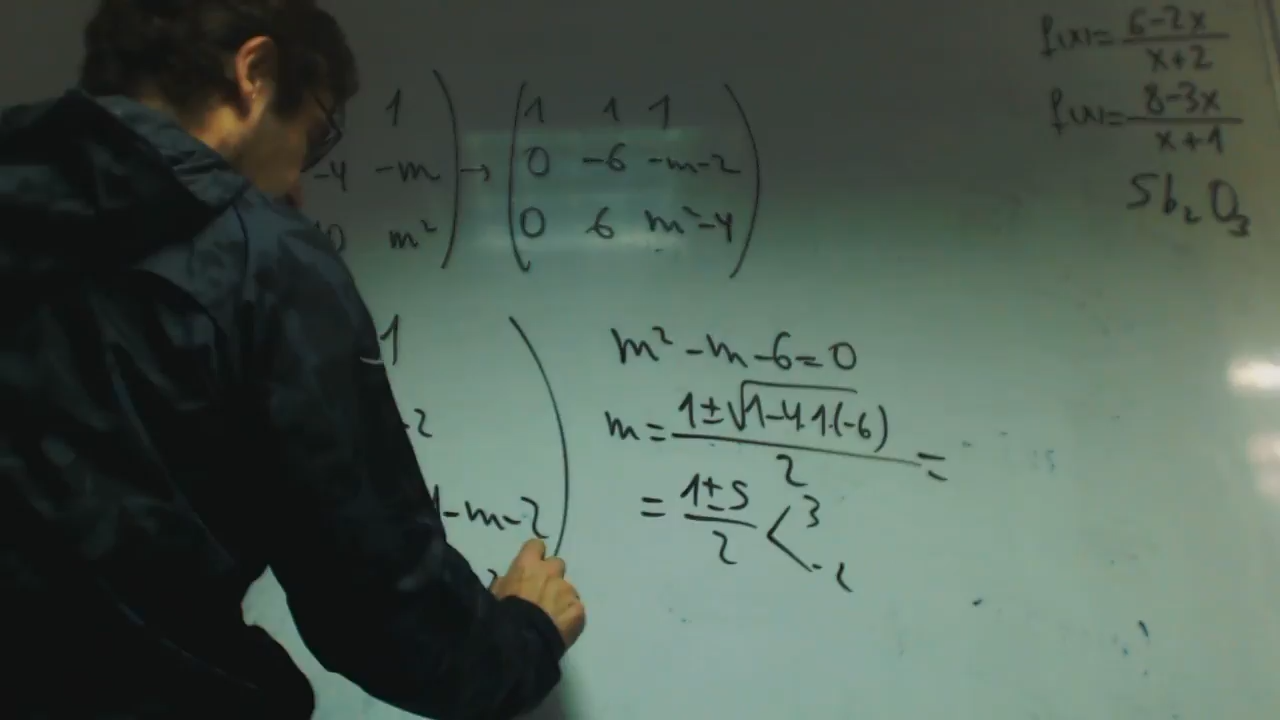 1
-4 -m
0 m²
→
1 1 1
0 -6 -m-2
0 6 m²-4
1
-2
-m-2
m²-m-6=0
m= (1±√1-4·1·(-6))/2 =
= (1±5)/2 < 3
-2
f(x)= (6-2x)/(x+2)
f(x)= (8-3x)/(x+1)
Sb₂O₃